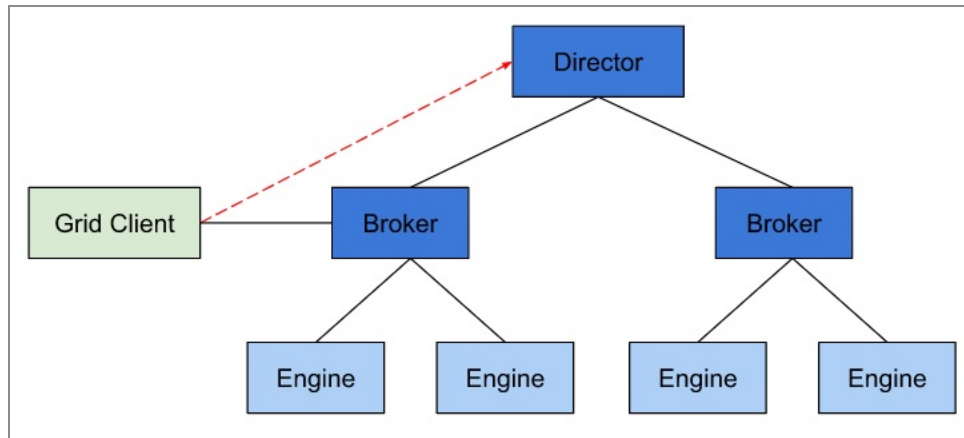 Director
Grid Client
Broker
Broker
Engine
Engine
Engine
Engine